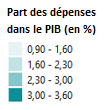 Part des dépenses
dans le PIB (en %)
0,90 - 1,60
1,60 - 2,30
2,30 - 3,00
3,00 - 3,60